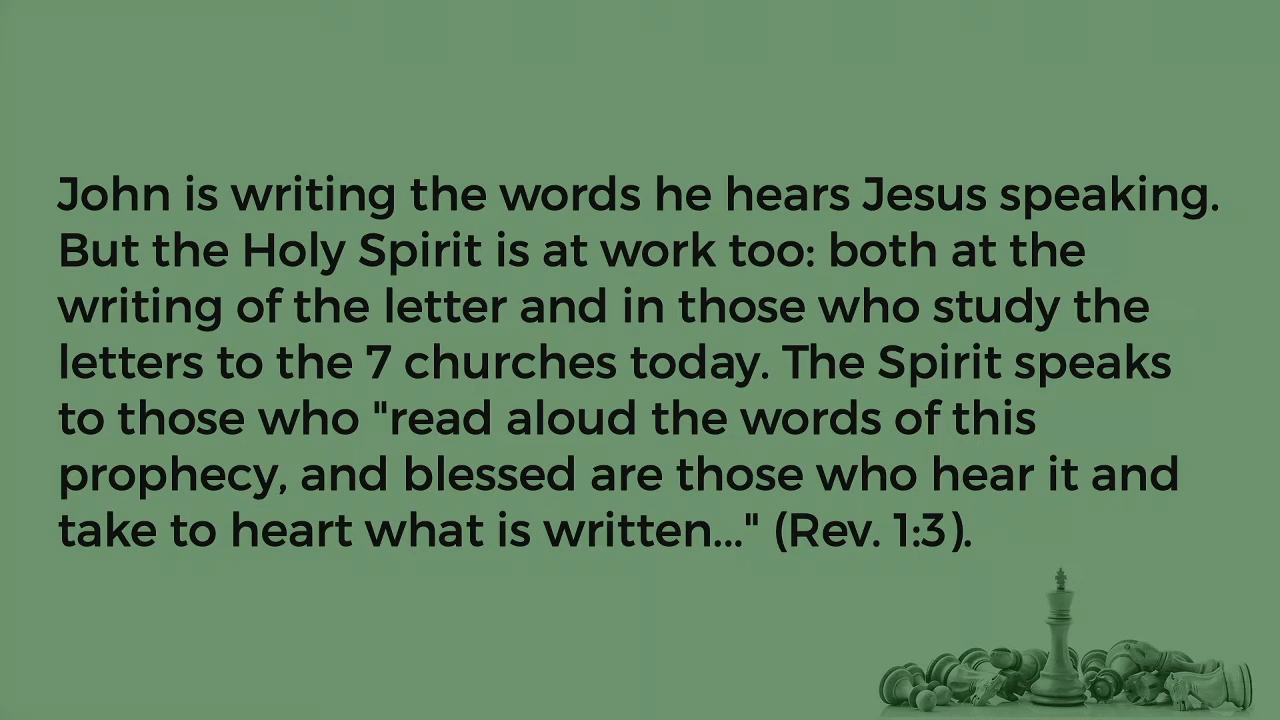 John is writing the words he hears Jesus speaking.
But the Holy Spirit is at work too: both at the
writing of the letter and in those who study the
letters to the 7 churches today. The Spirit speaks
to those who "read aloud the words of this
prophecy, and blessed are those who hear it and
take to heart what is written..." (Rev. 1:3).